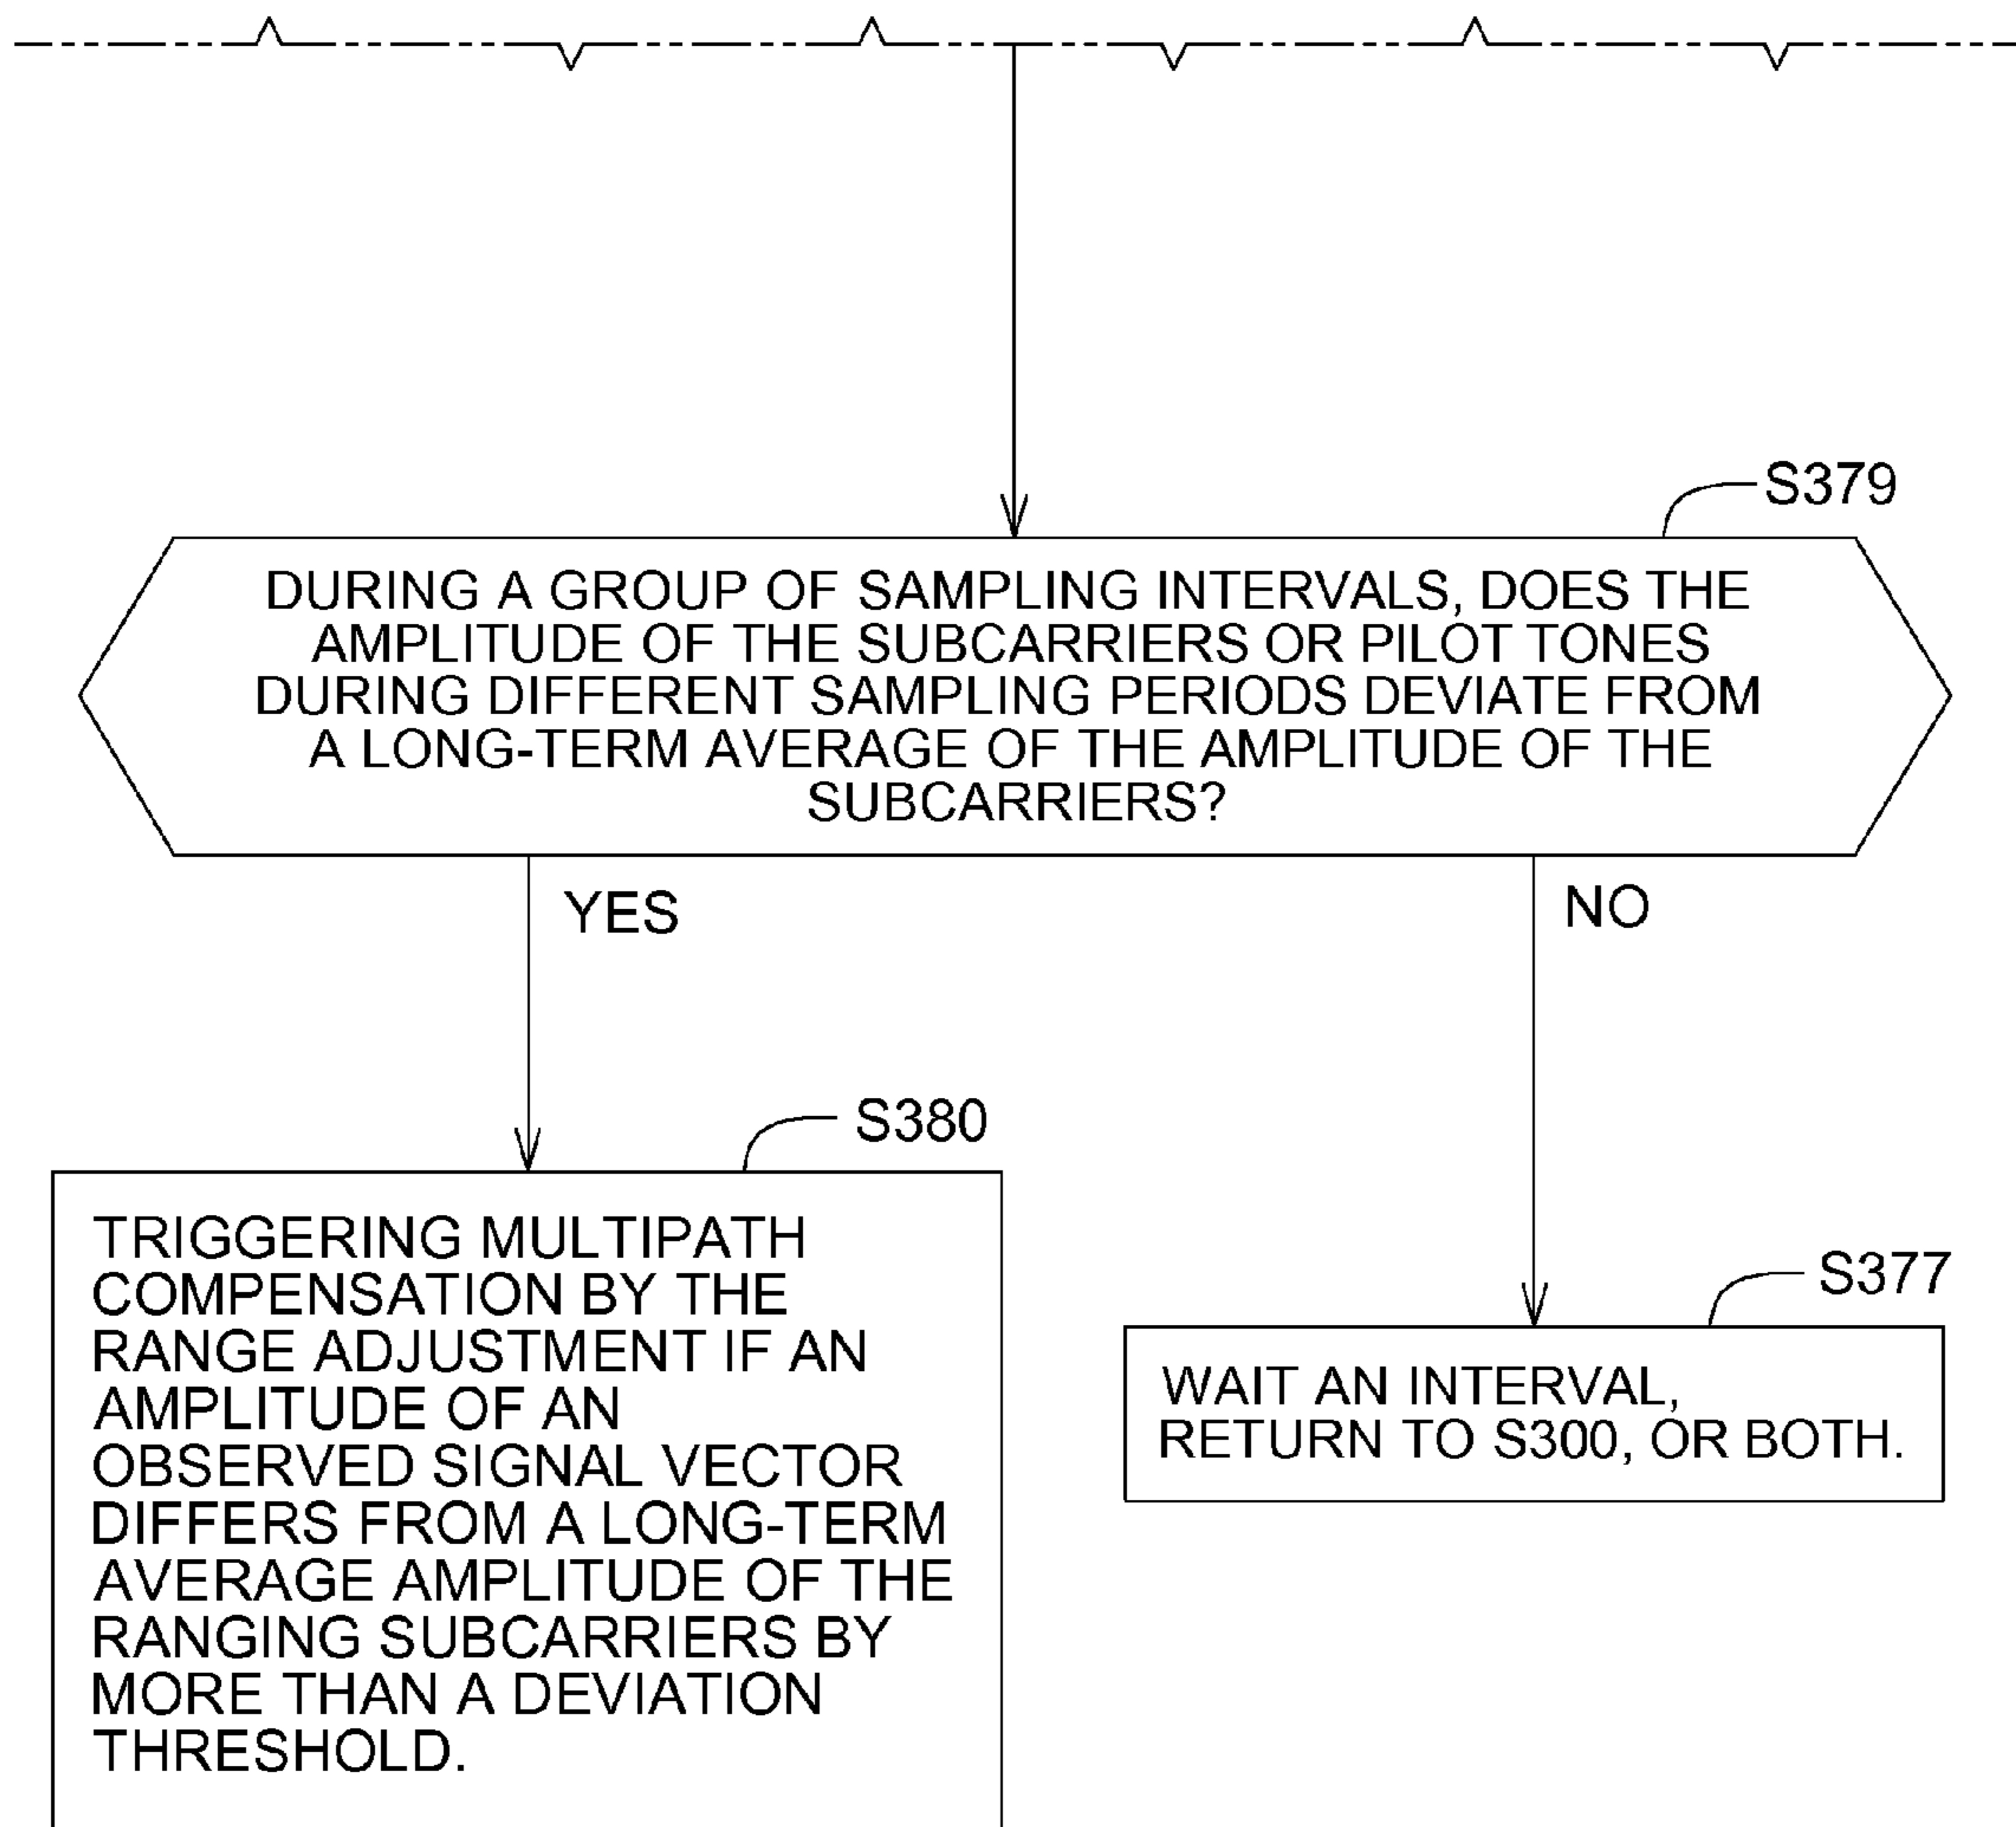 S379
DURING A GROUP OF SAMPLING INTERVALS, DOES THE
AMPLITUDE OF THE SUBCARRIERS OR PILOT TONES
DURING DIFFERENT SAMPLING PERIODS DEVIATE FROM
A LONG-TERM AVERAGE OF THE AMPLITUDE OF THE
SUBCARRIERS?
YES
NO
S380
TRIGGERING MULTIPATH
COMPENSATION BY THE
RANGE ADJUSTMENT IF AN
AMPLITUDE OF AN
OBSERVED SIGNAL VECTOR
DIFFERS FROM A LONG-TERM
AVERAGE AMPLITUDE OF THE
RANGING SUBCARRIERS BY
MORE THAN A DEVIATION
THRESHOLD.
S377
WAIT AN INTERVAL,
RETURN TO S300, OR BOTH.